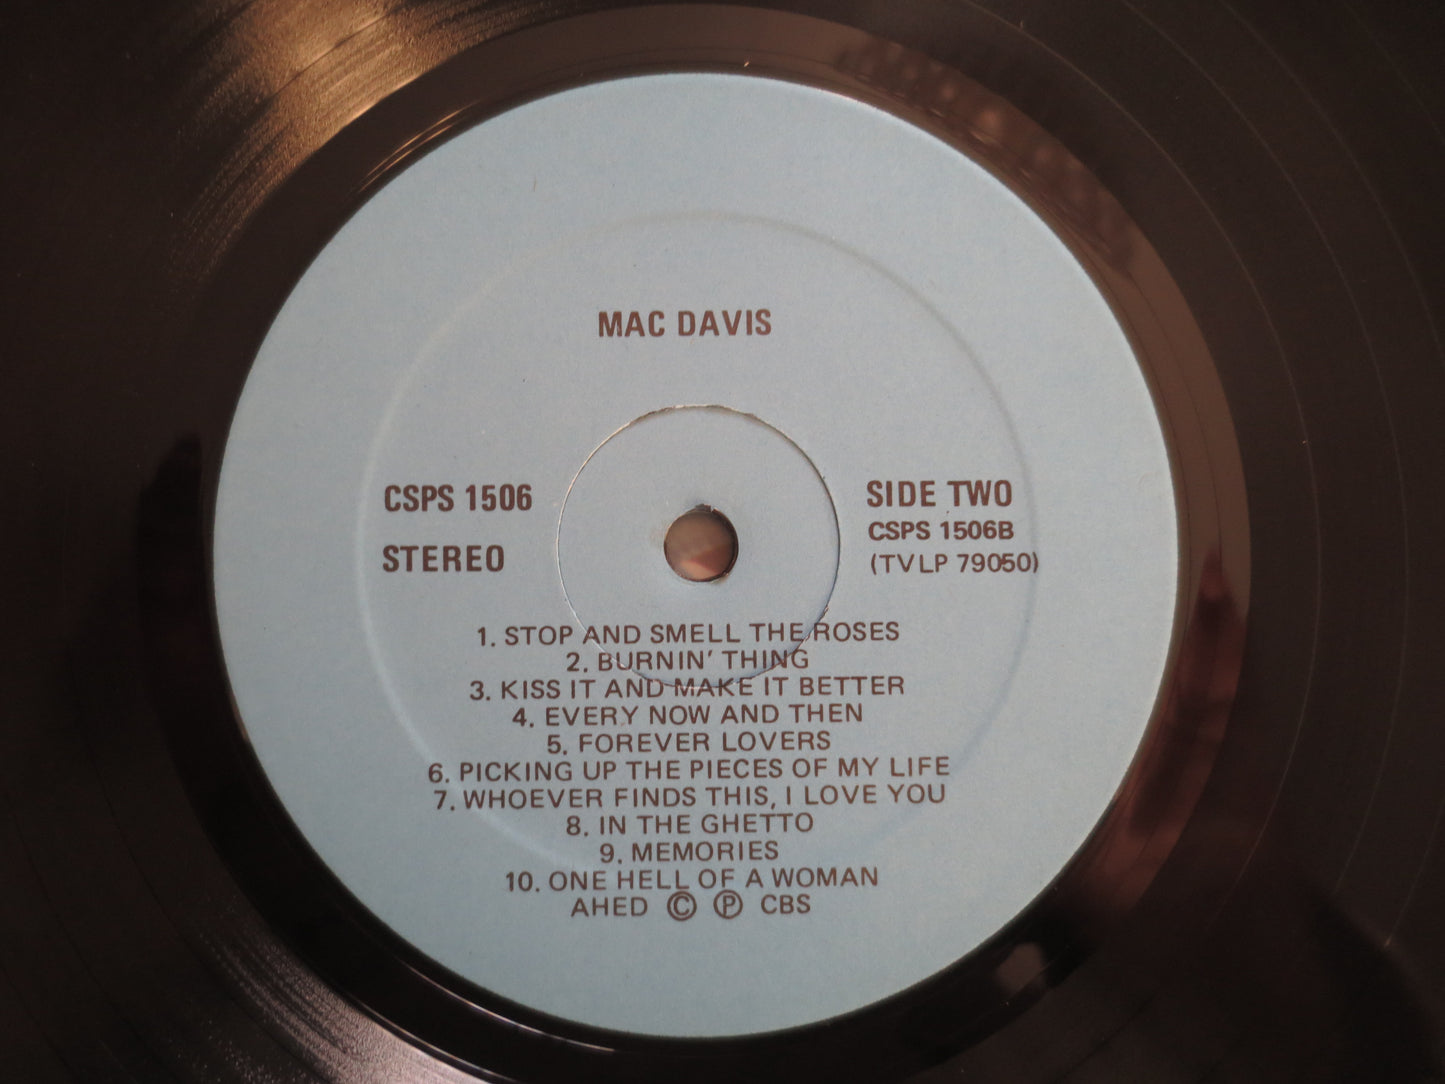 MAC DAVIS
CSPS 1506
STEREO
SIDE TWO
CSPS 1506B
(TVLP 79050)
1. STOP AND SMELL THE ROSES
2. BURNIN' THING
3. KISS IT AND MAKE IT BETTER
4. EVERY NOW AND THEN
5. FOREVER LOVERS
6. PICKING UP THE PIECES OF MY LIFE
7. WHOEVER FINDS THIS, I LOVE YOU
8. IN THE GHETTO
9. MEMORIES
10. ONE HELL OF A WOMAN
AHED © ℗ CBS